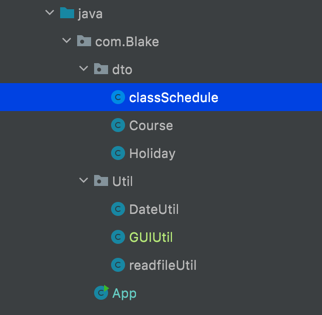 java
com.Blake
dto
classSchedule
Course
Holiday
Util
DateUtil
GUIUtil
readfileUtil
App